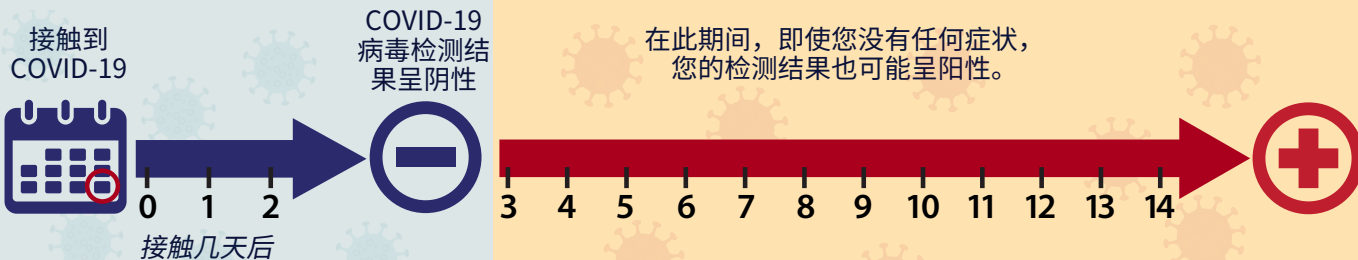 接触到
COVID-19
COVID-19
病毒检测结
果呈阴性
在此期间，即使您没有任何症状，
您的检测结果也可能呈阳性。
0 1 2 3 4 5 6 7 8 9 10 11 12 13 14
接触几天后